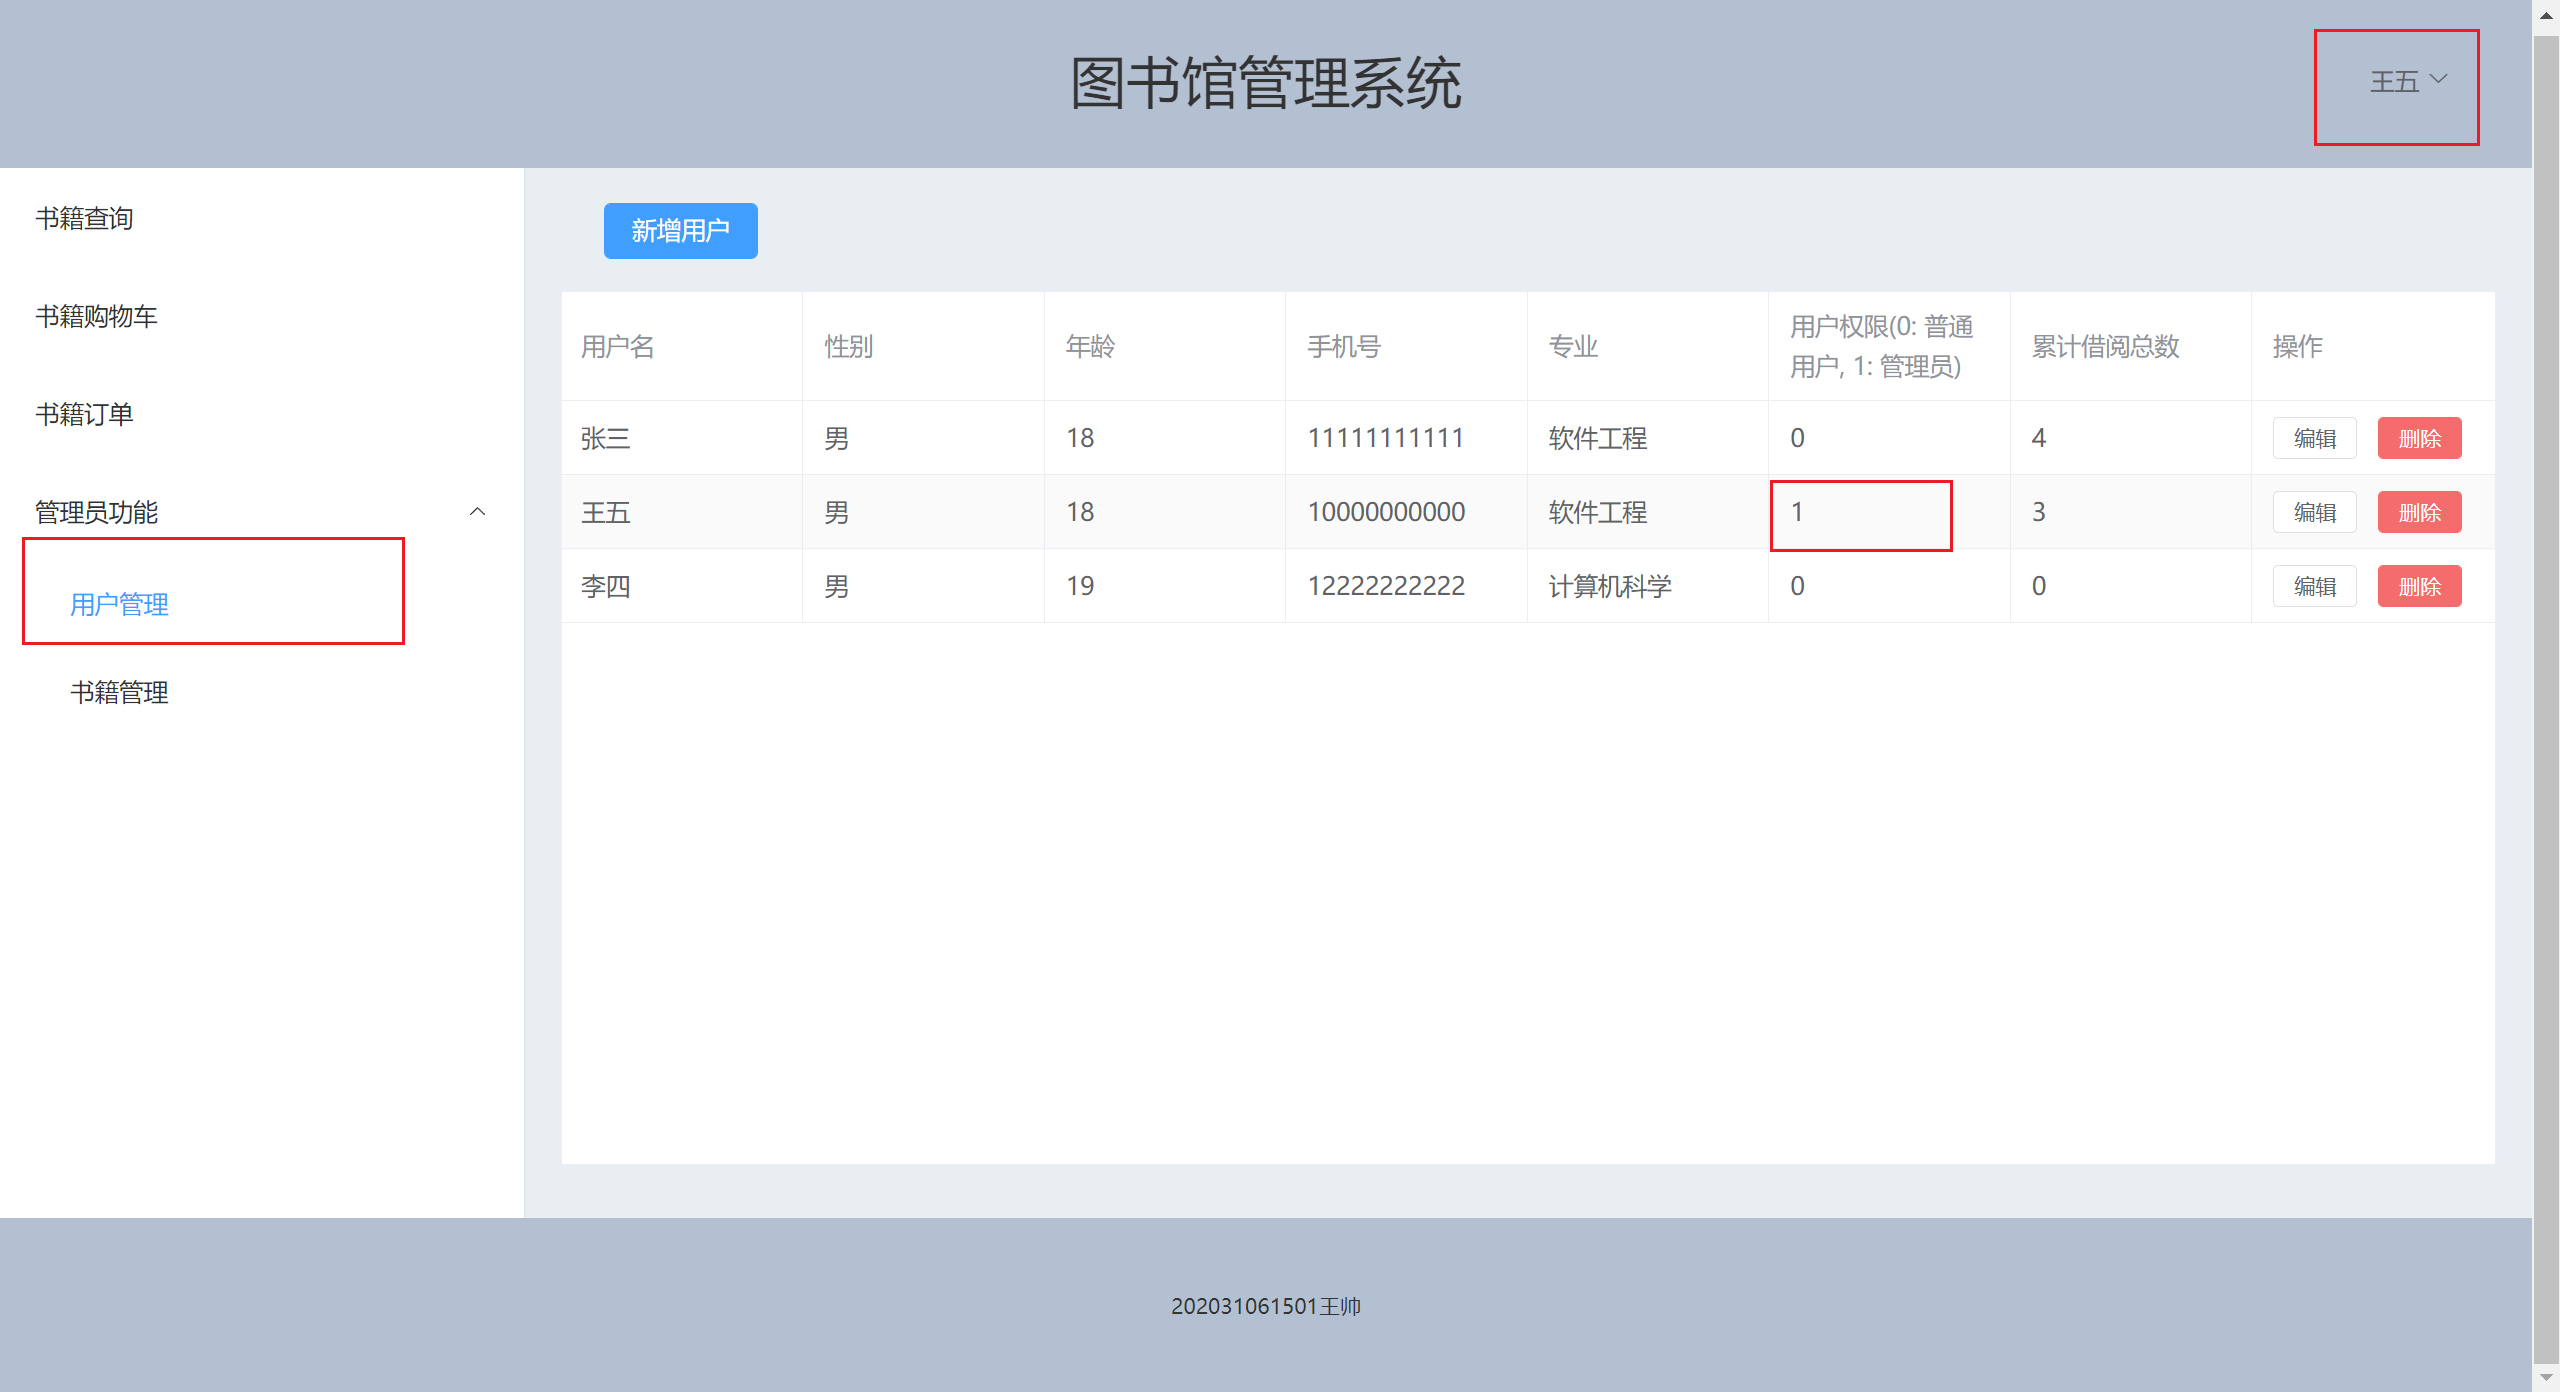 图书馆管理系统
王五
书籍查询
书籍购物车
书籍订单
管理员功能
用户管理
书籍管理
新增用户
用户名 性别 年龄 手机号 专业 用户权限(0: 普通
用户, 1: 管理员) 累计借阅总数 操作
张三 男 18 11111111111 软件工程 0 4 编辑 删除
王五 男 18 10000000000 软件工程 1 3 编辑 删除
李四 男 19 12222222222 计算机科学 0 0 编辑 删除
202031061501王帅